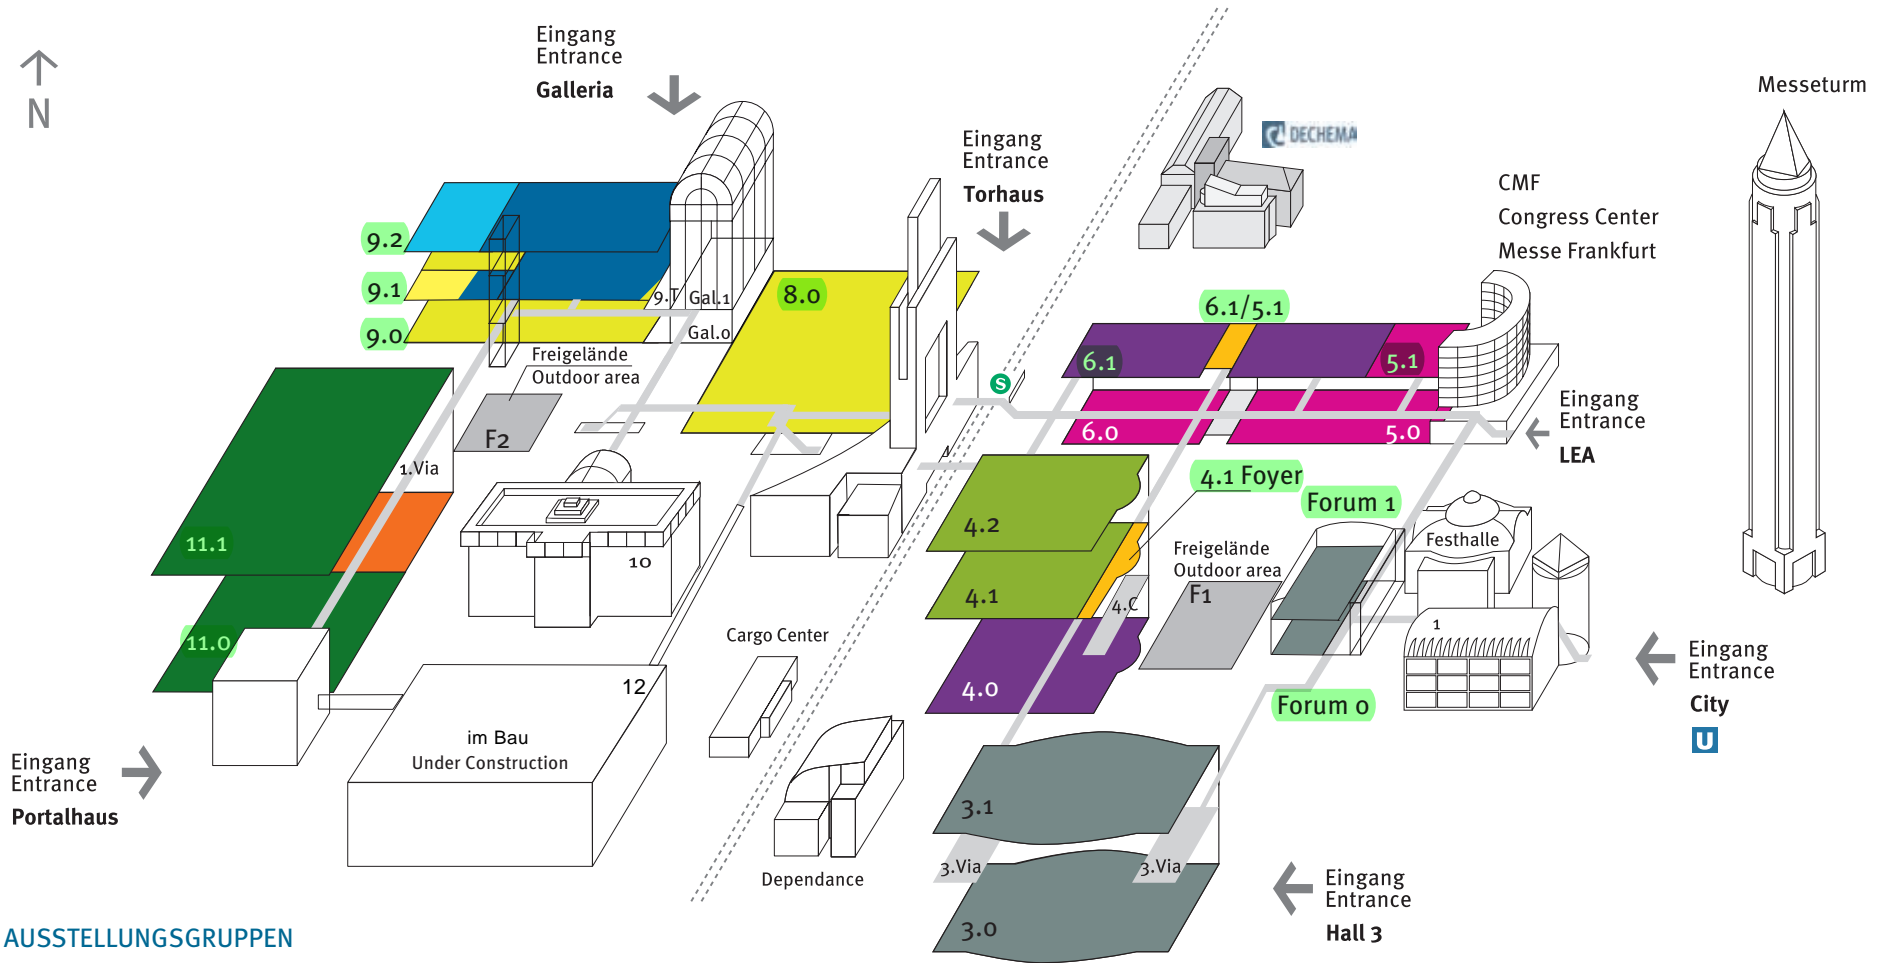 Eingang
Entrance
Galleria
N
Messeturm
DECHEMA
Eingang
Entrance
Torhaus
CMF
Congress Center
Messe Frankfurt
9.2
9.1
9.0
9.T
Gal.1
Gal.0
8.0
6.1/5.1
6.1
5.1
6.0
5.0
S
Freigelände
Outdoor area
F2
Eingang
Entrance
LEA
1.Via
11.1
11.0
10
4.2
4.1
4.0
4.C
4.1 Foyer
Freigelände
Outdoor area
F1
Forum 1
Festhalle
1
Forum 0
Eingang
Entrance
City
U
Cargo Center
12
im Bau
Under Construction
Eingang
Entrance
Portalhaus
Dependance
3.1
3.Via
3.Via
3.0
Eingang
Entrance
Hall 3
AUSSTELLUNGSGRUPPEN